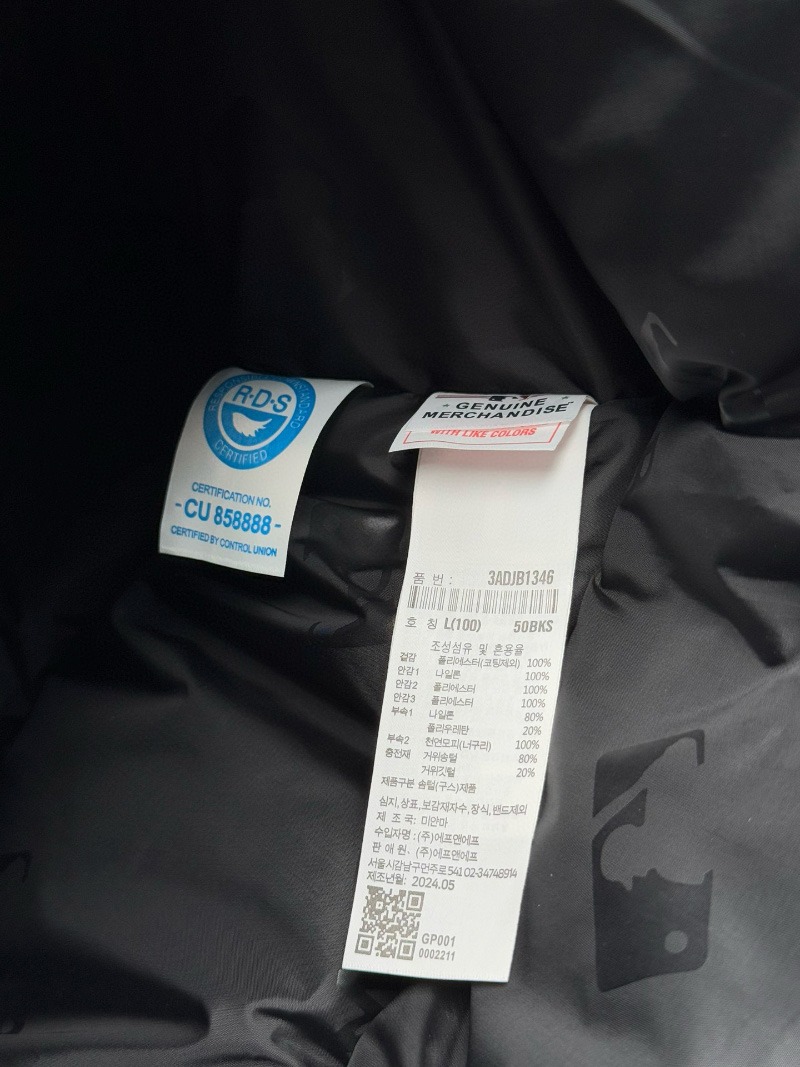 R·D·S
CERTIFIED
CERTIFICATION NO.
-CU 858888-
CERTIFIED BY CONTROL UNION
GENUINE
MERCHANDISE
WITH LIKE COLORS
품 번 : 3ADJB1346
호 칭 L(100) 50BKS
조성섬유 및 혼용율
겉감 폴리에스터(코팅제외) 100%
안감1 나일론 100%
안감2 폴리에스터 100%
안감3 폴리에스터 100%
부속1 나일론 80%
폴리우레탄 20%
부속2 천연모피(너구리) 100%
충전재 거위솜털 80%
거위깃털 20%
제품구분 솜털(구스)제품
심지,상표,보강재자수,장식,밴드제외
제 조 국: 미얀마
수입자명 : (주)에프앤에프
판 매 원: (주)에프앤에프
서울시강남구언주로541 02-34748914
제조년월: 2024.05
GP001
0002211